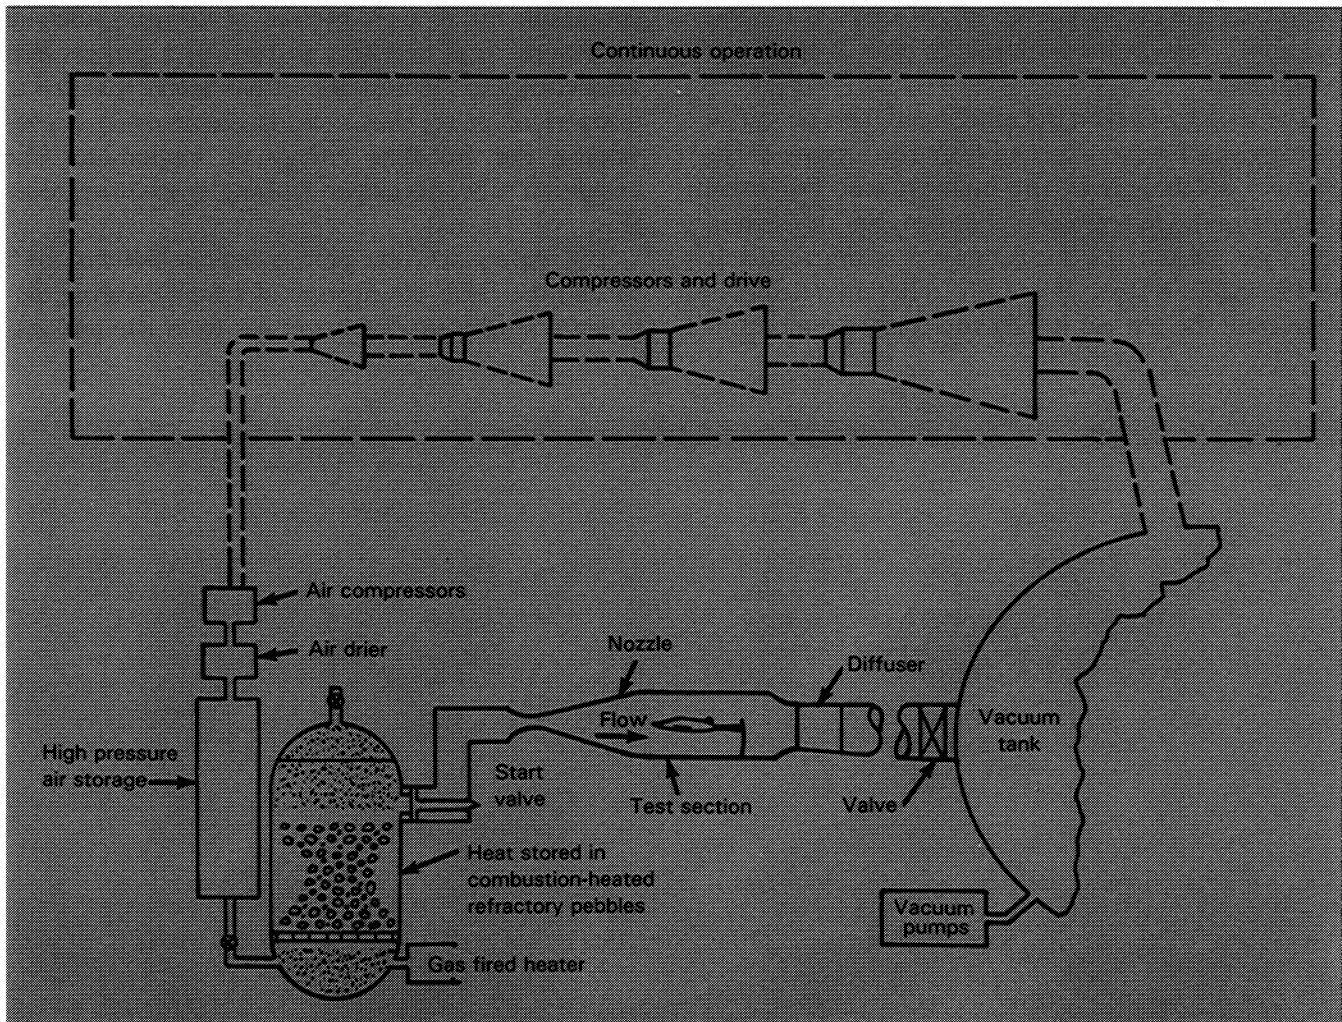 Continuous operation
Compressors and drive
Air compressors
Air drier
Nozzle
Diffuser
Flow
Vacuum
tank
High pressure
air storage
Start
valve
Test section
Valve
Heat stored in
combustion-heated
refractory pebbles
Vacuum
pumps
Gas fired heater